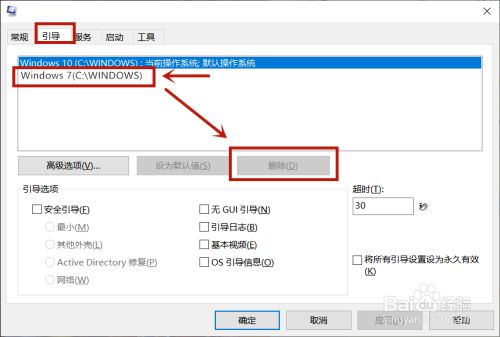 常规 引导 服务 启动 工具
Windows 10 (C:\WINDOWS) : 当前操作系统; 默认操作系统
Windows 7(C:\WINDOWS)
高级选项(V)... 设为默认值(S) 删除(D)
引导选项
超时(T):
安全引导(F) 无 GUI 引导(N)
30 秒
最小(M) 引导日志(B)
其他外壳(L) 基本视频(E)
Active Directory 修复(P) OS 引导信息(O)
网络(W)
将所有引导设置设为永久有效
(K)
确定 取消 应用(A) 帮助
Baidu 经验
jingyan.baidu.com